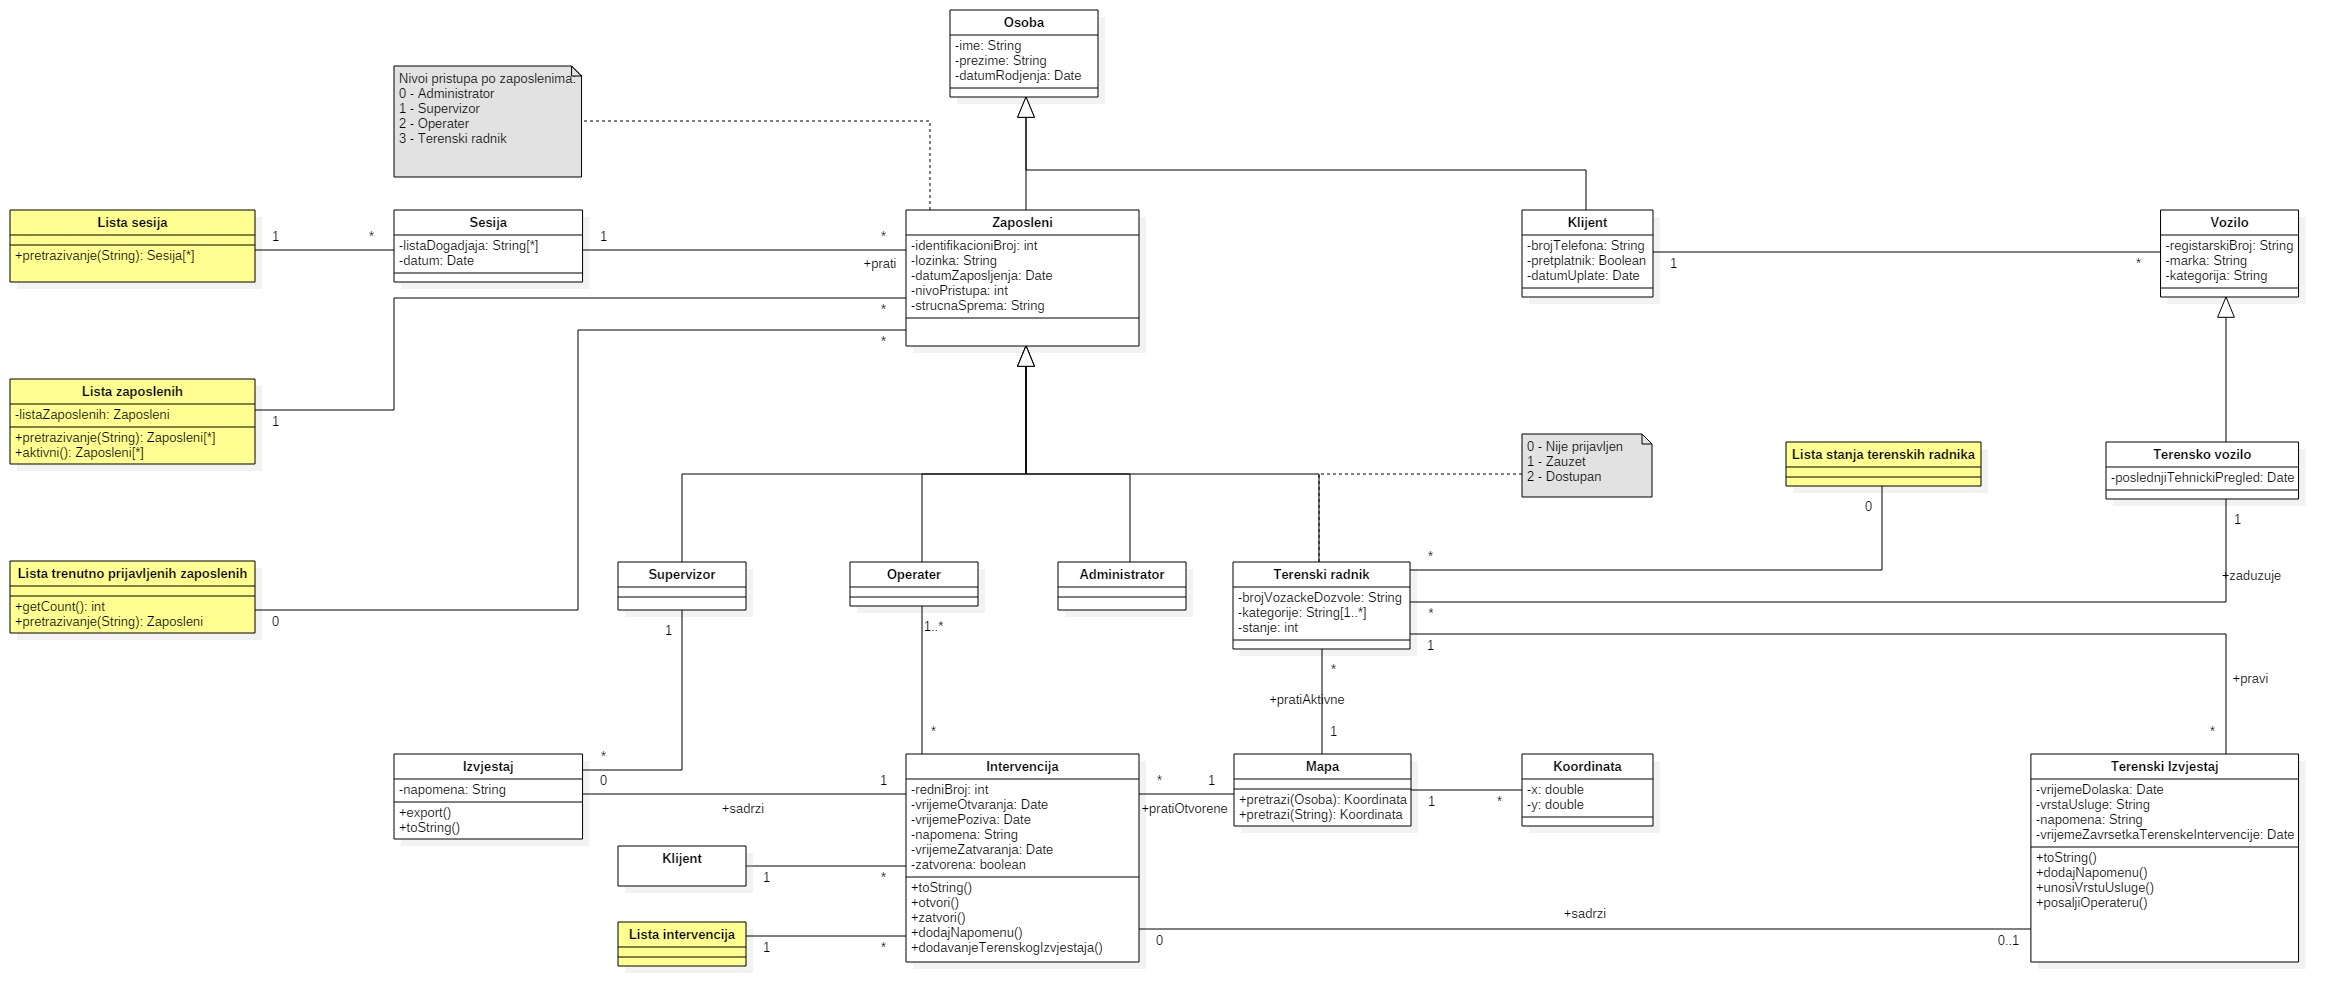 Osoba
-ime: String
-prezime: String
-datumRodjenja: Date
Nivoi pristupa po zaposlenima:
0 - Administrator
1 - Supervizor
2 - Operater
3 - Terenski radnik
Lista sesija
+pretrazivanje(String): Sesija[*]
1
*
Sesija
-listaDogadjaja: String[*]
-datum: Date
1
*
+prati
Zaposleni
-identifikacioniBroj: int
-lozinka: String
-datumZaposljenja: Date
-nivoPristupa: int
-strucnaSprema: String
*
*
Klijent
-brojTelefona: String
-pretplatnik: Boolean
-datumUplate: Date
1
*
Vozilo
-registarskiBroj: String
-marka: String
-kategorija: String
Lista zaposlenih
-listaZaposlenih: Zaposleni
+pretrazivanje(String): Zaposleni[*]
+aktivni(): Zaposleni[*]
1
0 - Nije prijavljen
1 - Zauzet
2 - Dostupan
Lista stanja terenskih radnika
0
*
Terensko vozilo
-poslednjiTehnickiPregled: Date
1
+zaduzuje
*
Lista trenutno prijavljenih zaposlenih
+getCount(): int
+pretrazivanje(String): Zaposleni
0
Supervizor
1
Operater
1..*
Administrator
Terenski radnik
-brojVozackeDozvole: String
-kategorije: String[1..*]
-stanje: int
1
*
+pratiAktivne
1
+pravi
*
*
*
Izvjestaj
-napomena: String
+export()
+toString()
0
1
+sadrzi
Intervencija
-redniBroj: int
-vrijemeOtvaranja: Date
-vrijemePoziva: Date
-napomena: String
-vrijemeZatvaranja: Date
-zatvorena: boolean
+toString()
+otvori()
+zatvori()
+dodajNapomenu()
+dodavanjeTerenskogIzvjestaja()
*
1
+pratiOtvorene
Mapa
+pretrazi(Osoba): Koordinata
+pretrazi(String): Koordinata
1
*
Koordinata
-x: double
-y: double
Terenski Izvjestaj
-vrijemeDolaska: Date
-vrstaUsluge: String
-napomena: String
-vrijemeZavrsetkaTerenskeIntervencije: Date
+toString()
+dodajNapomenu()
+unosiVrstuUsluge()
+posaljiOperateru()
Klijent
1
*
Lista intervencija
1
*
+sadrzi
0
0..1